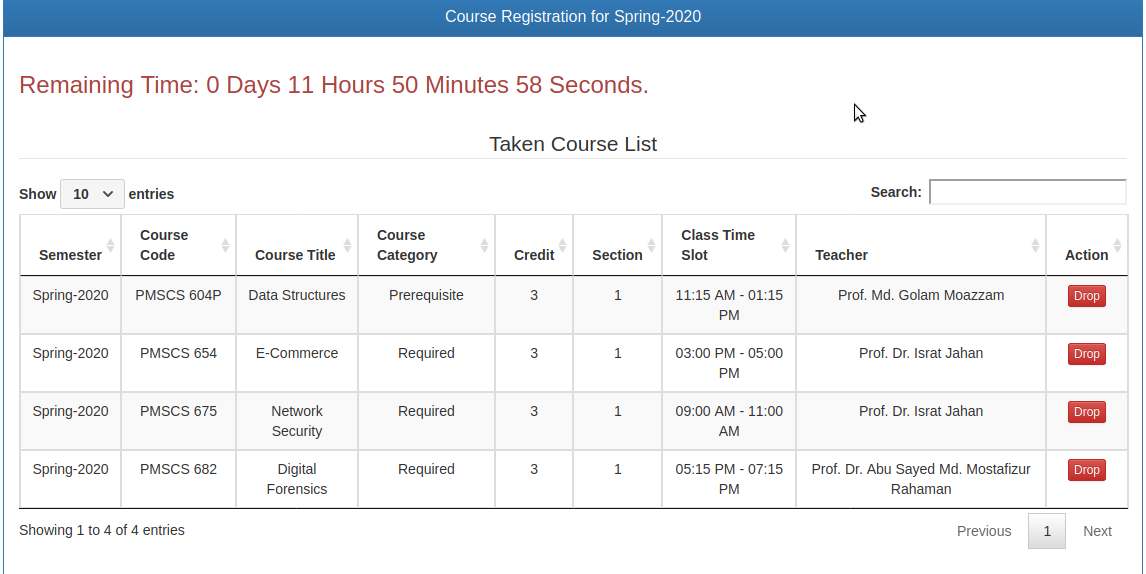 Course Registration for Spring-2020
Remaining Time: 0 Days 11 Hours 50 Minutes 58 Seconds.
Taken Course List
Show 10 entries Search:
Semester Course Code Course Title Course Category Credit Section Class Time Slot Teacher Action
Spring-2020 PMSCS 604P Data Structures Prerequisite 3 1 11:15 AM - 01:15 PM Prof. Md. Golam Moazzam Drop
Spring-2020 PMSCS 654 E-Commerce Required 3 1 03:00 PM - 05:00 PM Prof. Dr. Israt Jahan Drop
Spring-2020 PMSCS 675 Network Security Required 3 1 09:00 AM - 11:00 AM Prof. Dr. Israt Jahan Drop
Spring-2020 PMSCS 682 Digital Forensics Required 3 1 05:15 PM - 07:15 PM Prof. Dr. Abu Sayed Md. Mostafizur Rahaman Drop
Showing 1 to 4 of 4 entries Previous 1 Next